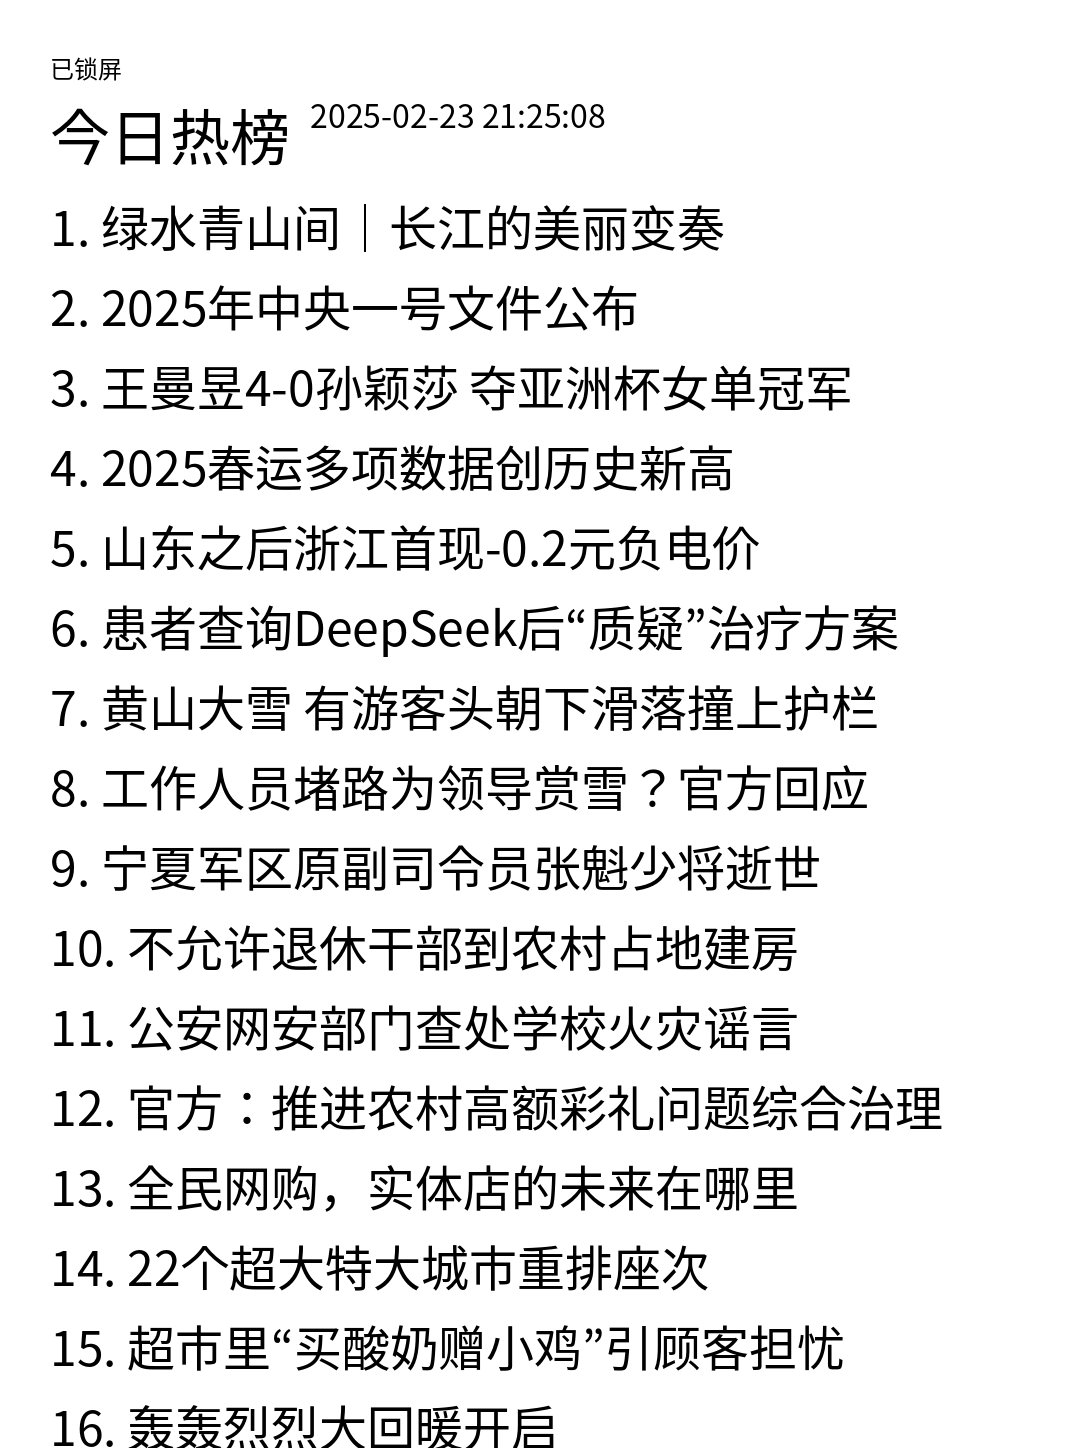 已锁屏
今日热榜 2025-02-23 21:25:08
1. 绿水青山间｜长江的美丽变奏
2. 2025年中央一号文件公布
3. 王曼昱4-0孙颖莎 夺亚洲杯女单冠军
4. 2025春运多项数据创历史新高
5. 山东之后浙江首现-0.2元负电价
6. 患者查询DeepSeek后“质疑”治疗方案
7. 黄山大雪 有游客头朝下滑落撞上护栏
8. 工作人员堵路为领导赏雪？官方回应
9. 宁夏军区原副司令员张魁少将逝世
10. 不允许退休干部到农村占地建房
11. 公安网安部门查处学校火灾谣言
12. 官方：推进农村高额彩礼问题综合治理
13. 全民网购，实体店的未来在哪里
14. 22个超大特大城市重排座次
15. 超市里“买酸奶赠小鸡”引顾客担忧
16. 轰轰烈烈大回暖开启